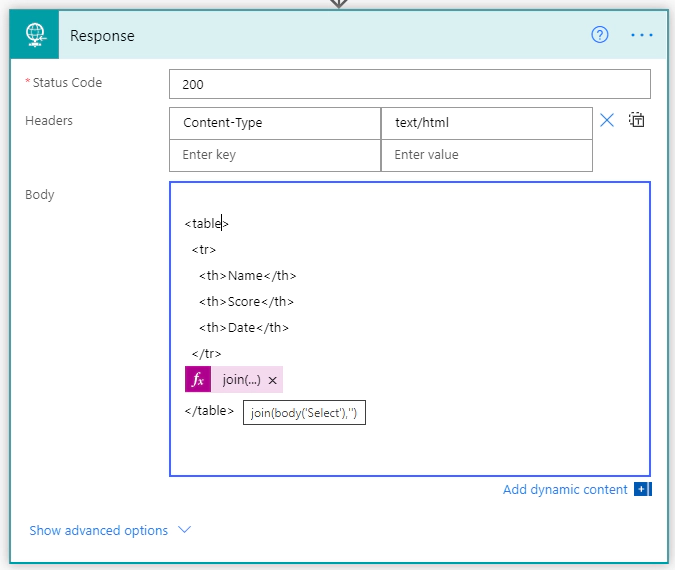 Response
? ...
* Status Code
200
Headers
Content-Type text/html
Enter key Enter value
Body
<table>
<tr>
<th>Name</th>
<th>Score</th>
<th>Date</th>
</tr>
fx join(...) ×
</table>
join(body('Select'),'')
Add dynamic content +
Show advanced options